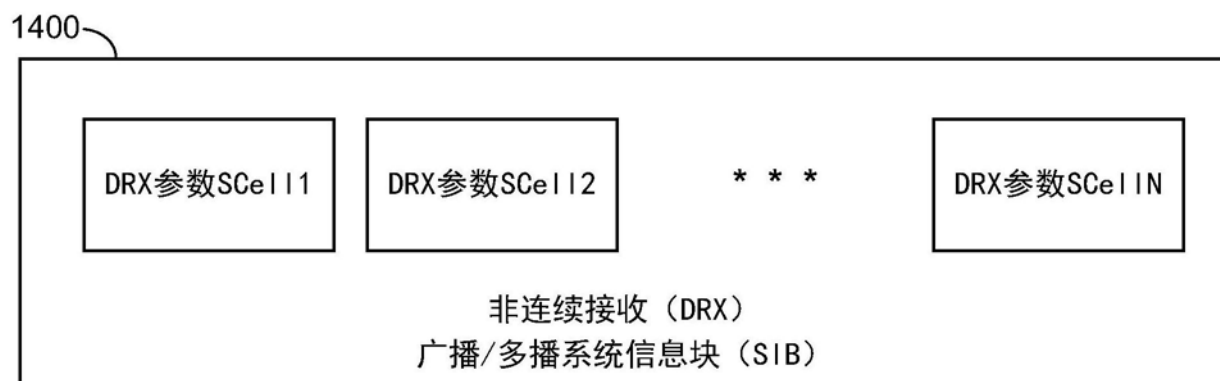 1400
DRX参数SCell1
DRX参数SCell2
* * *
DRX参数SCellN
非连续接收（DRX）
广播/多播系统信息块（SIB）